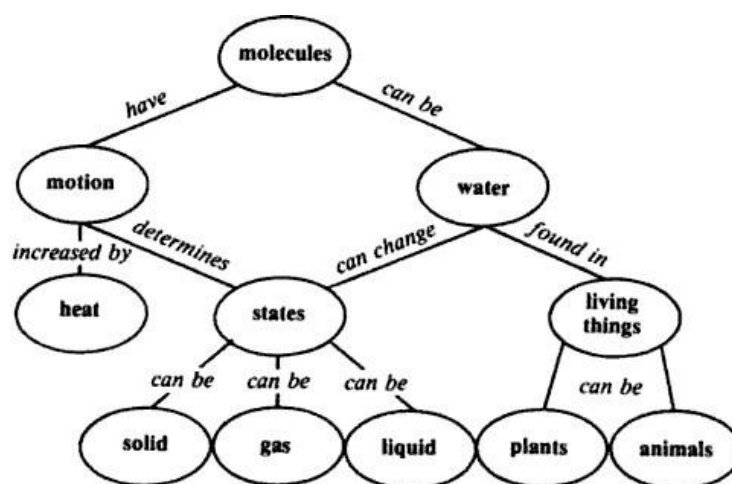 molecules
have
can be
motion
water
increased by
determines
can change
found in
heat
states
living
things
can be
can be
can be
can be
solid
gas
liquid
plants
animals